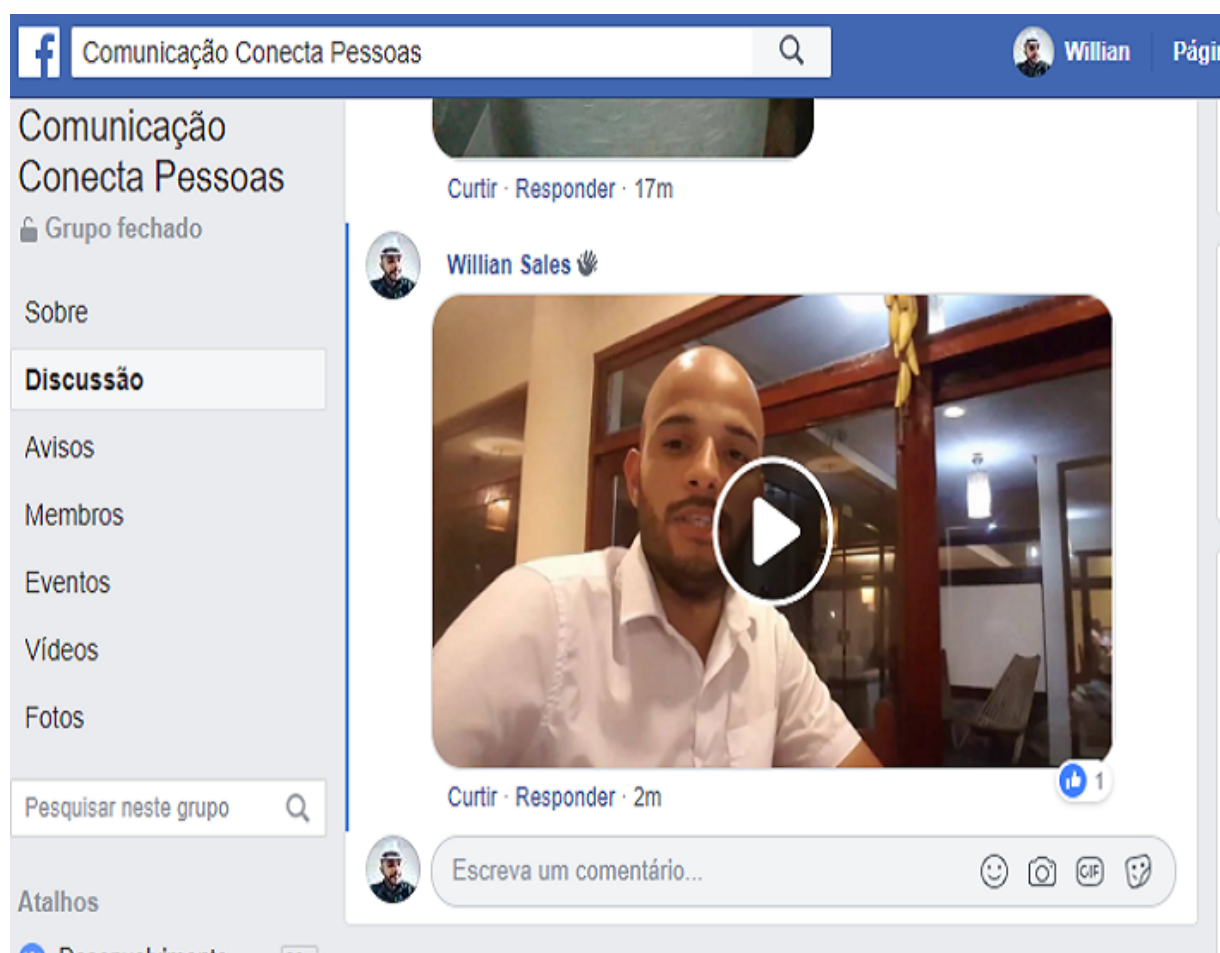 Comunicação Conecta Pessoas
Willian
Comunicação
Conecta Pessoas
Grupo fechado
Sobre
Discussão
Avisos
Membros
Eventos
Vídeos
Fotos
Pesquisar neste grupo
Atalhos
Curtir · Responder · 17m
Willian Sales
Curtir · Responder · 2m
1
Escreva um comentário...
GIF